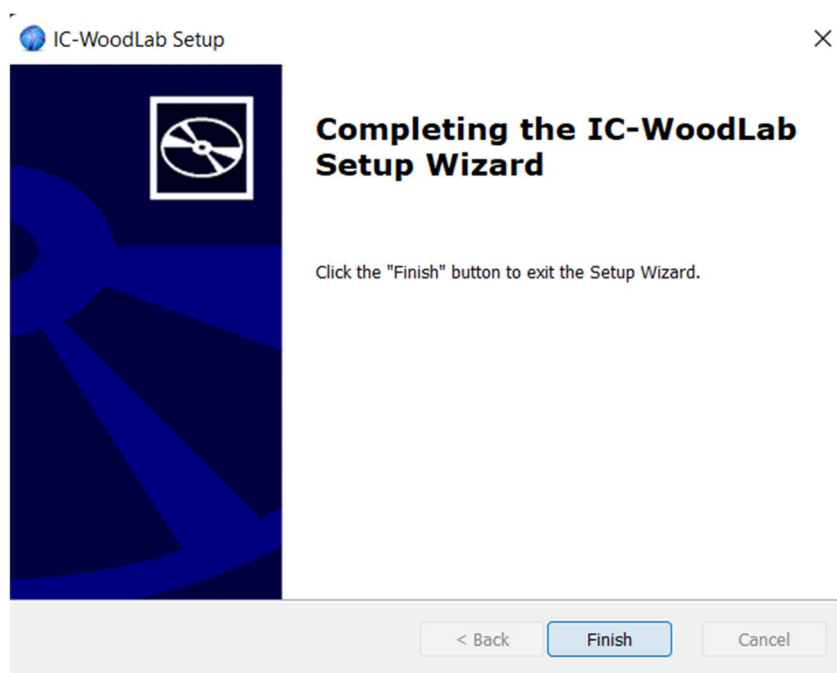 IC-WoodLab Setup
Completing the IC-WoodLab
Setup Wizard
Click the "Finish" button to exit the Setup Wizard.
< Back Finish Cancel